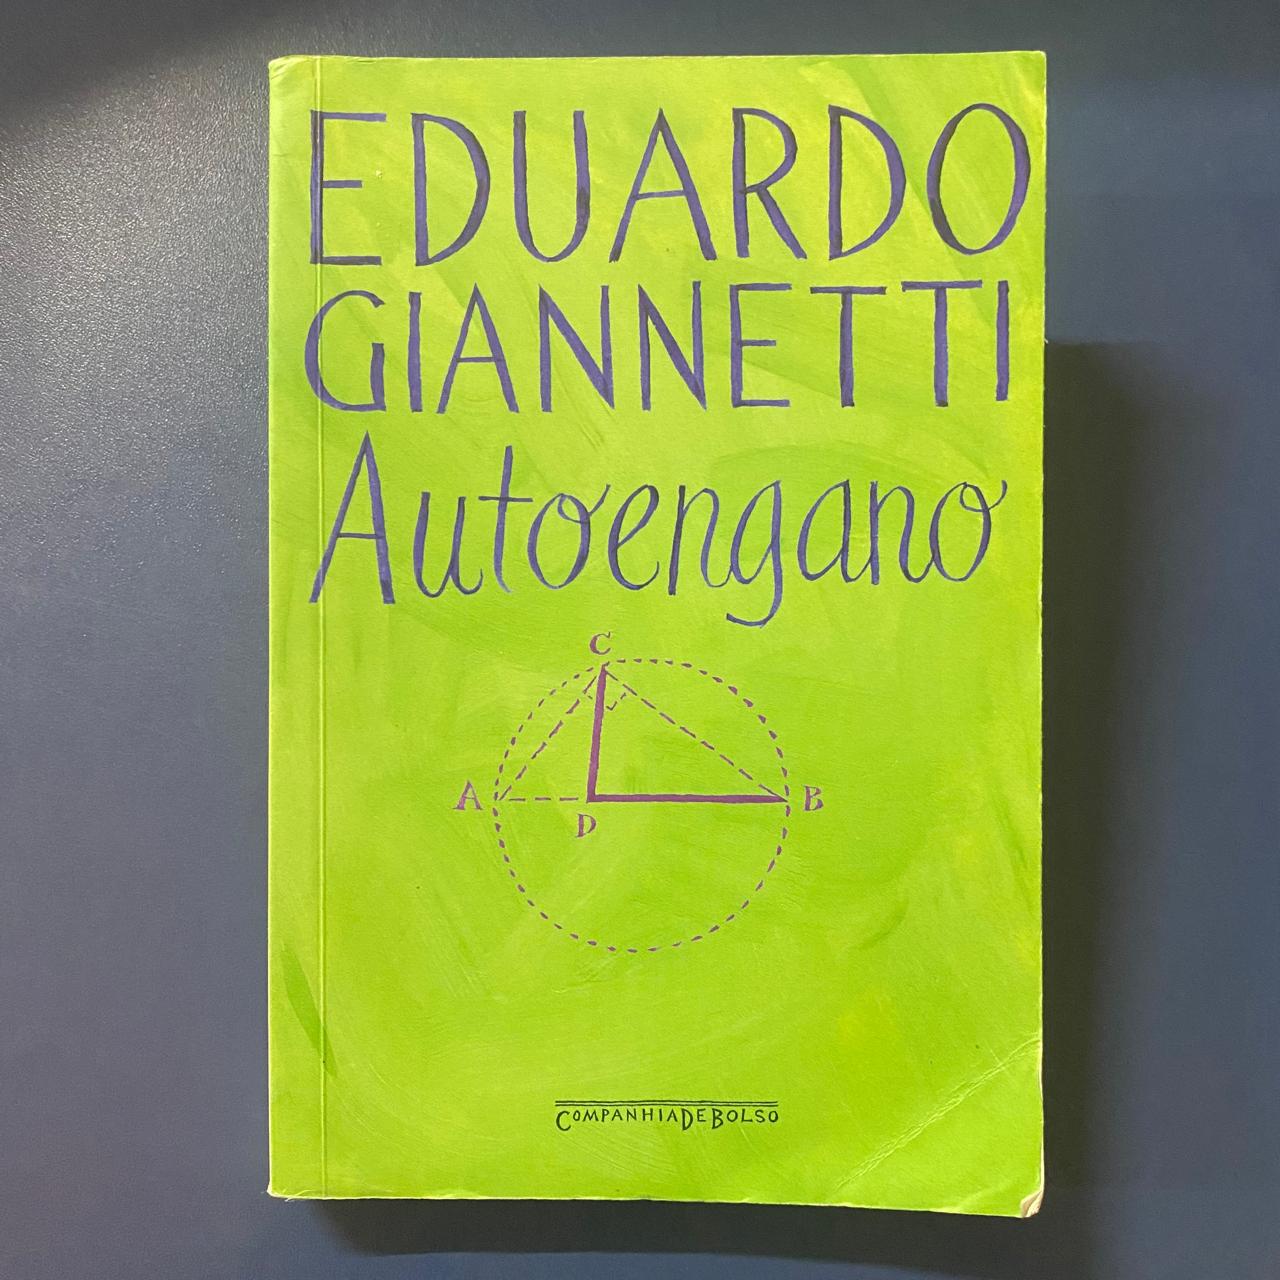 EDUARDO
GIANNETTI
Autoengano
C
A
B
D
COMPANHIADEBOLSO